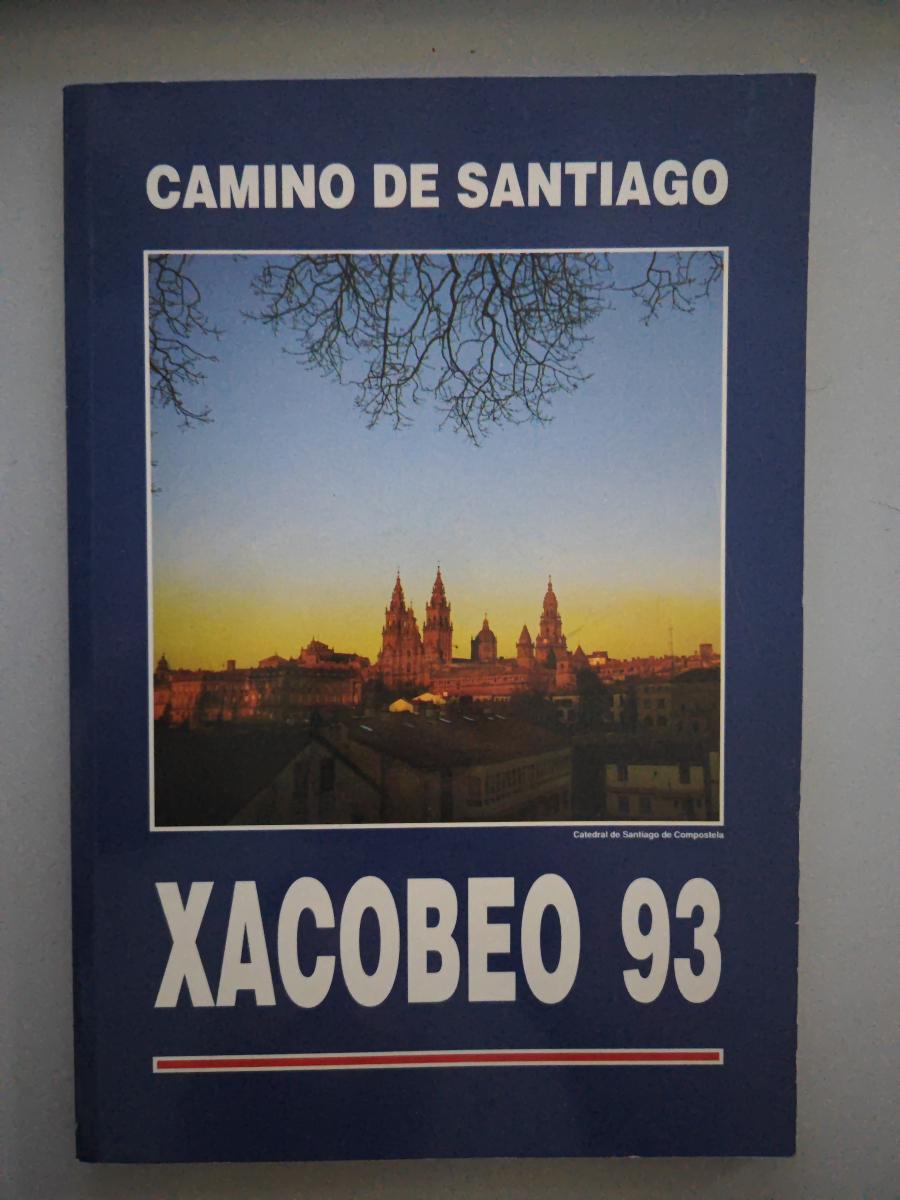 CAMINO DE SANTIAGO
Catedral de Santiago de Compostela
XACOBEO 93